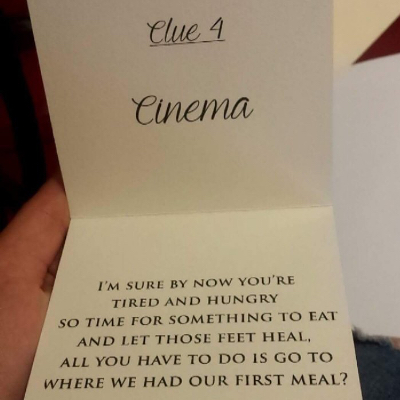 Clue 4
Cinema
I'm sure by now you're
tired and hungry
so time for something to eat
and let those feet heal,
all you have to do is go to
where we had our first meal?